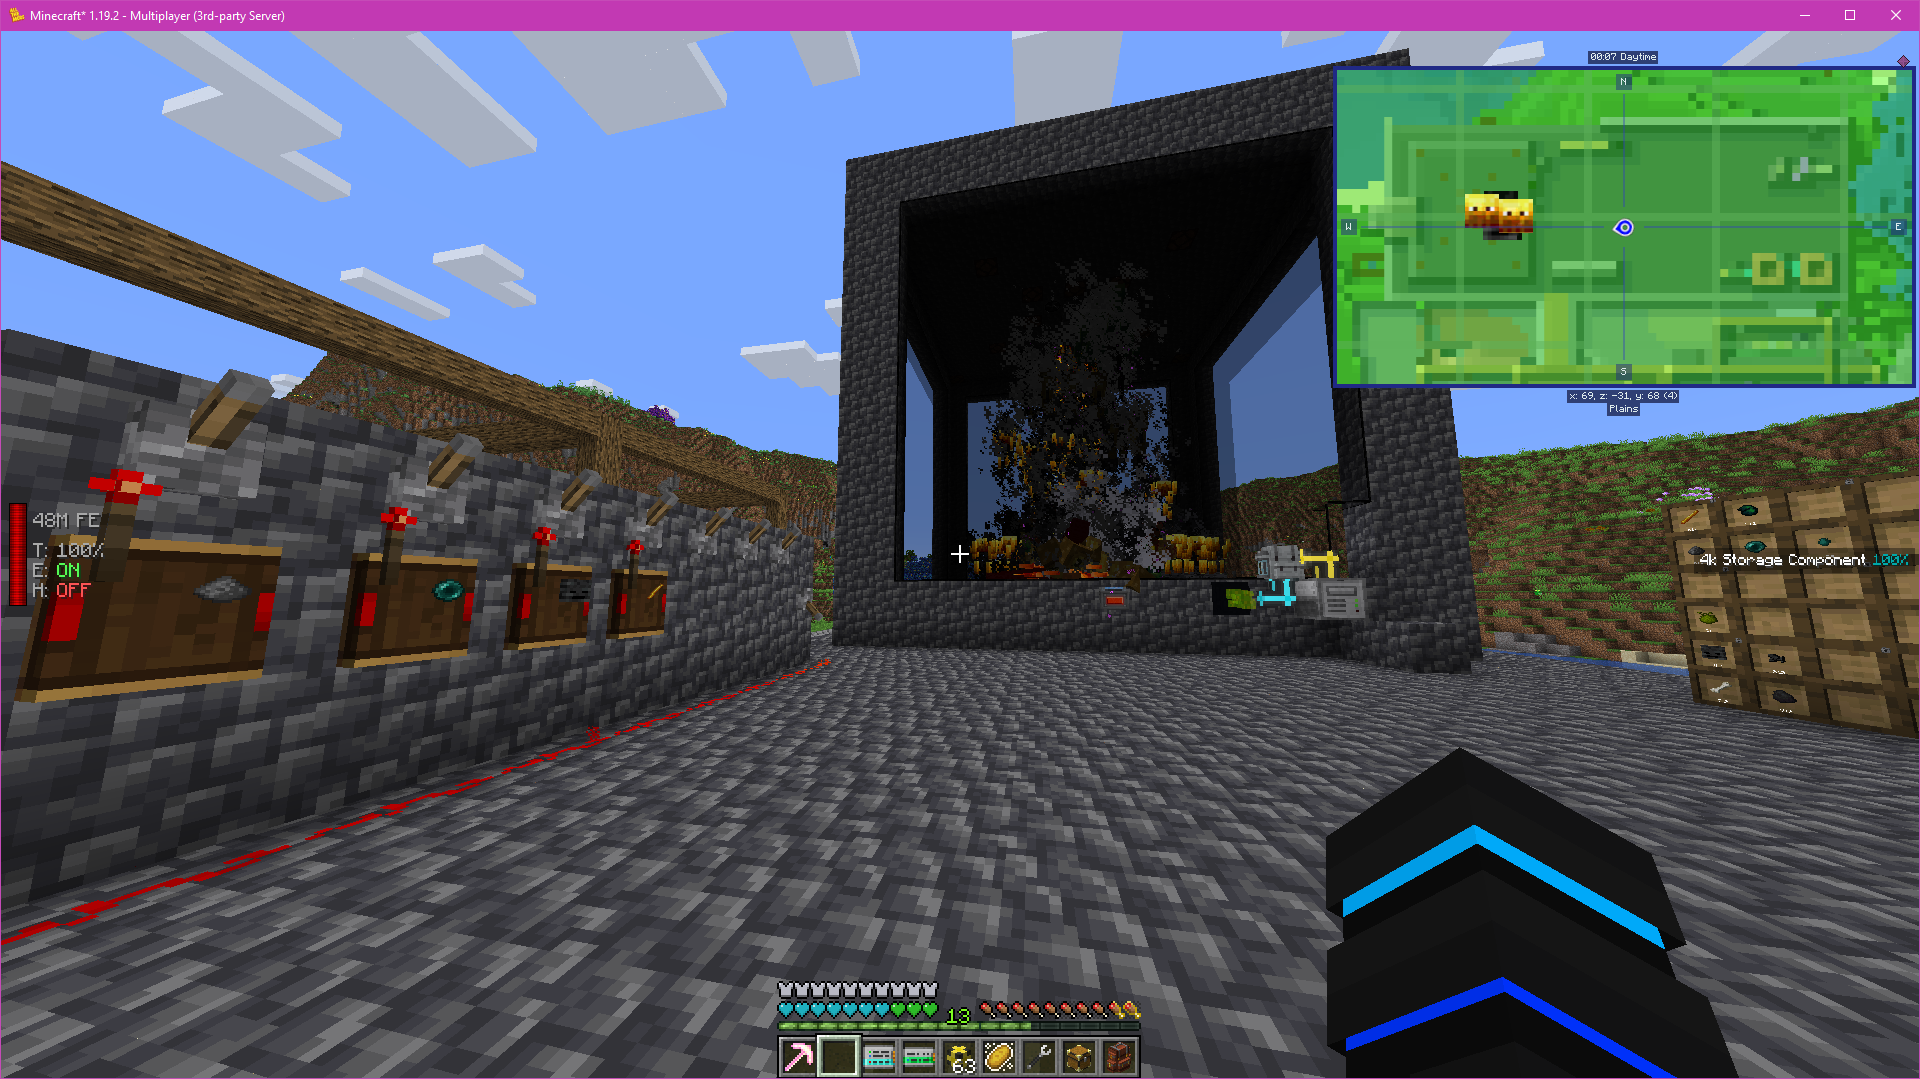 Minecraft* 1.19.2 - Multiplayer (3rd-party Server)
00:07 Daytime
N
W
E
S
x: 69, z: -31, y: 68 (4)
Plains
48M FE
T: 100%
E: ON
H: OFF
4k Storage Component 100%
13
63